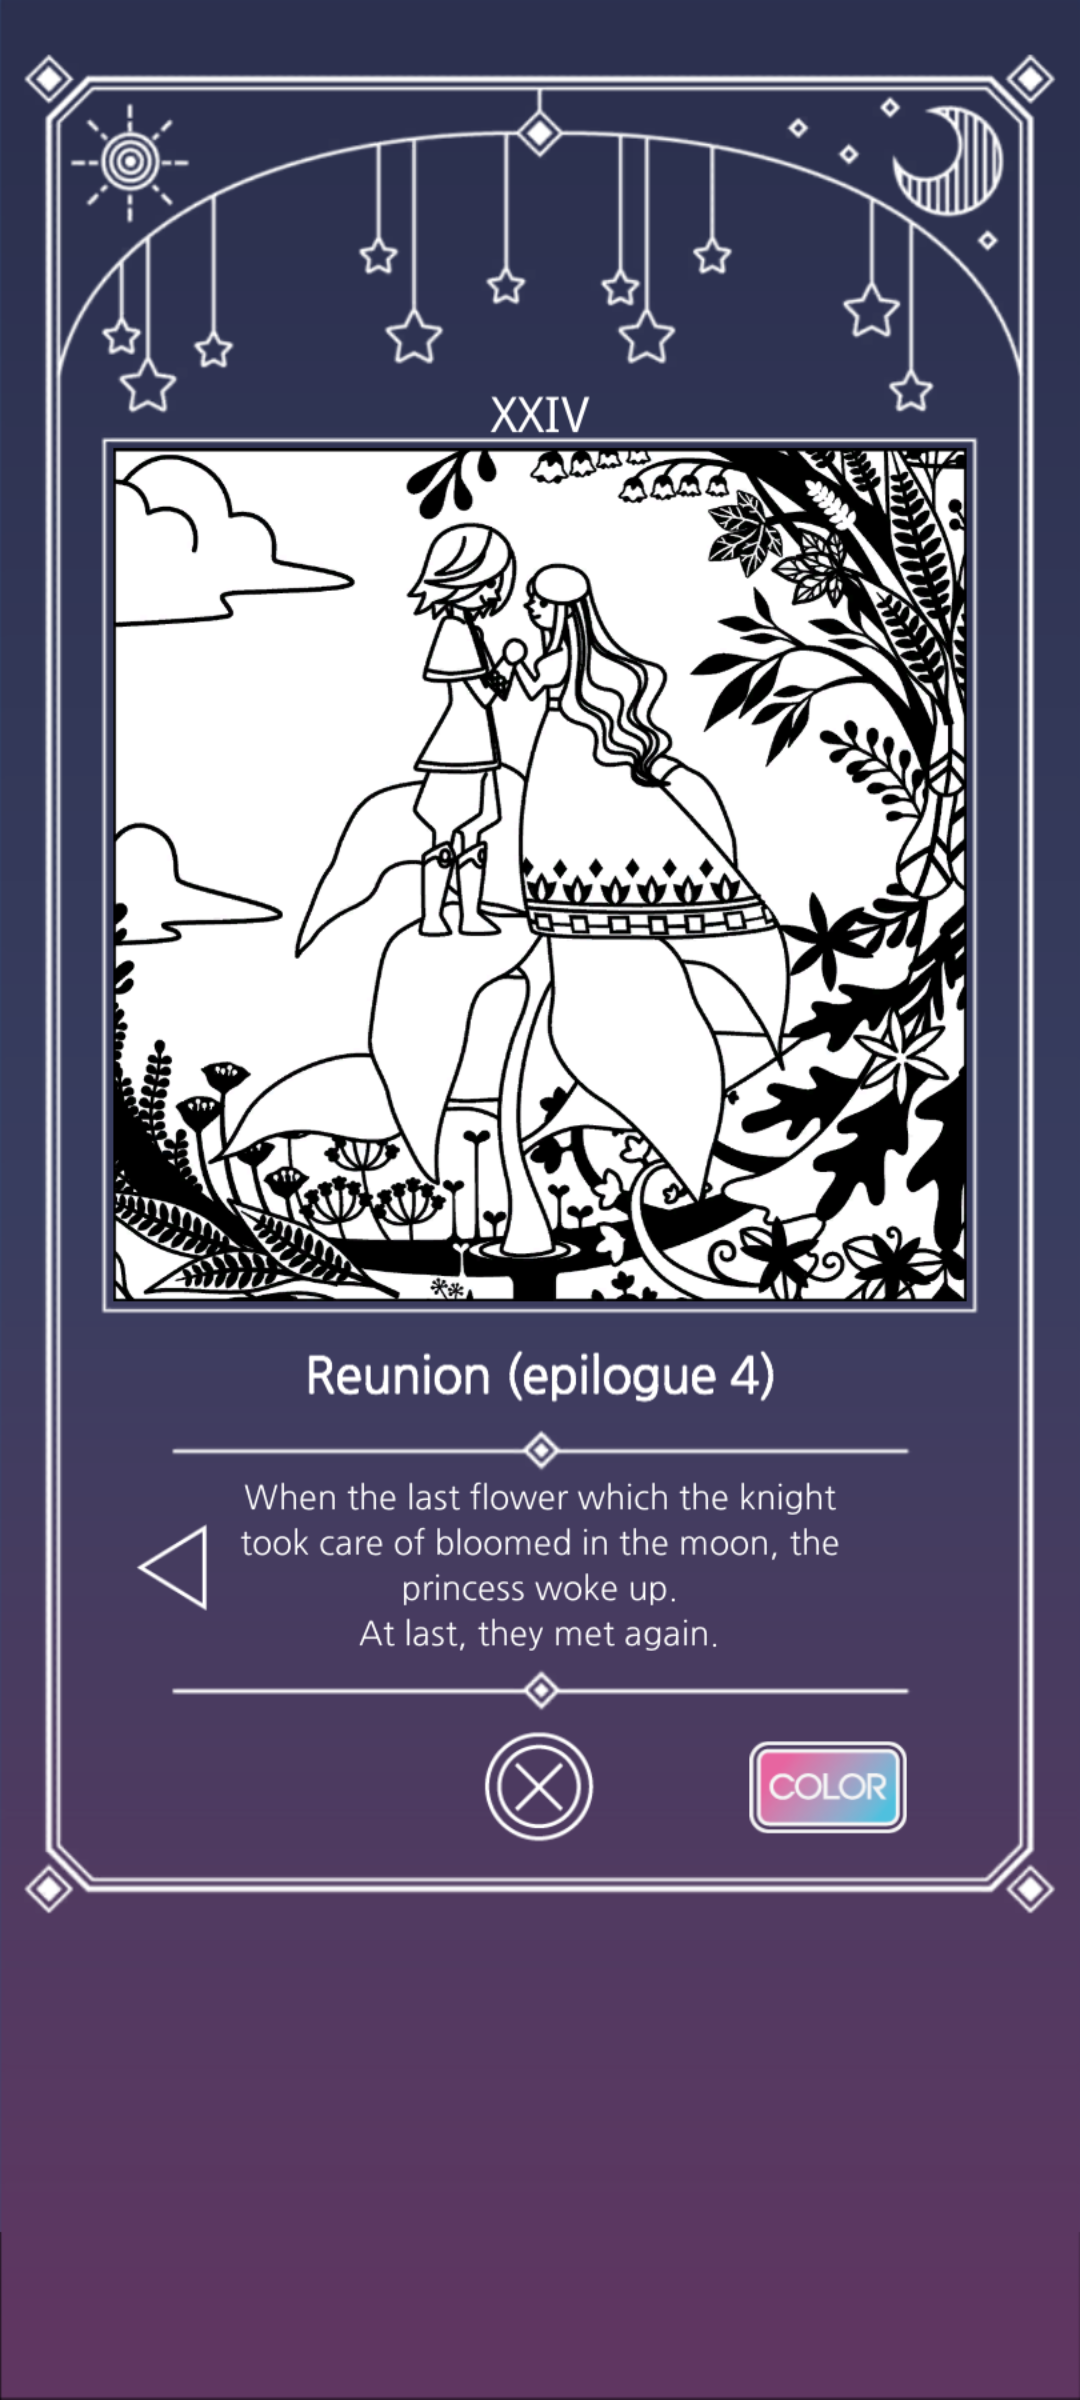 XXIV
Reunion (epilogue 4)
When the last flower which the knight
took care of bloomed in the moon, the
princess woke up.
At last, they met again.
COLOR